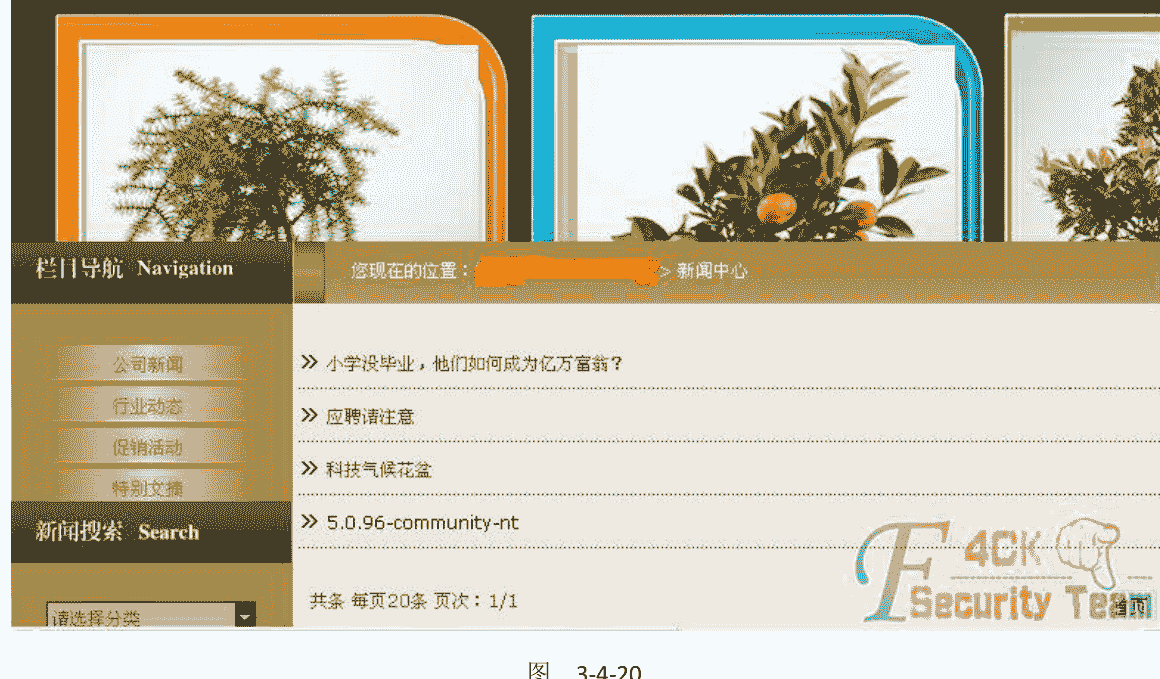 栏目导航 Navigation
您现在的位置： > 新闻中心
公司新闻
行业动态
促销活动
特别文摘
» 小学没毕业，他们如何成为亿万富翁？
» 应聘请注意
» 科技气候花盆
» 5.0.96-community-nt
新闻搜索 Search
请选择分类
共条 每页20条 页次：1/1
首页
F4CK
Security Team
图 3-4-20